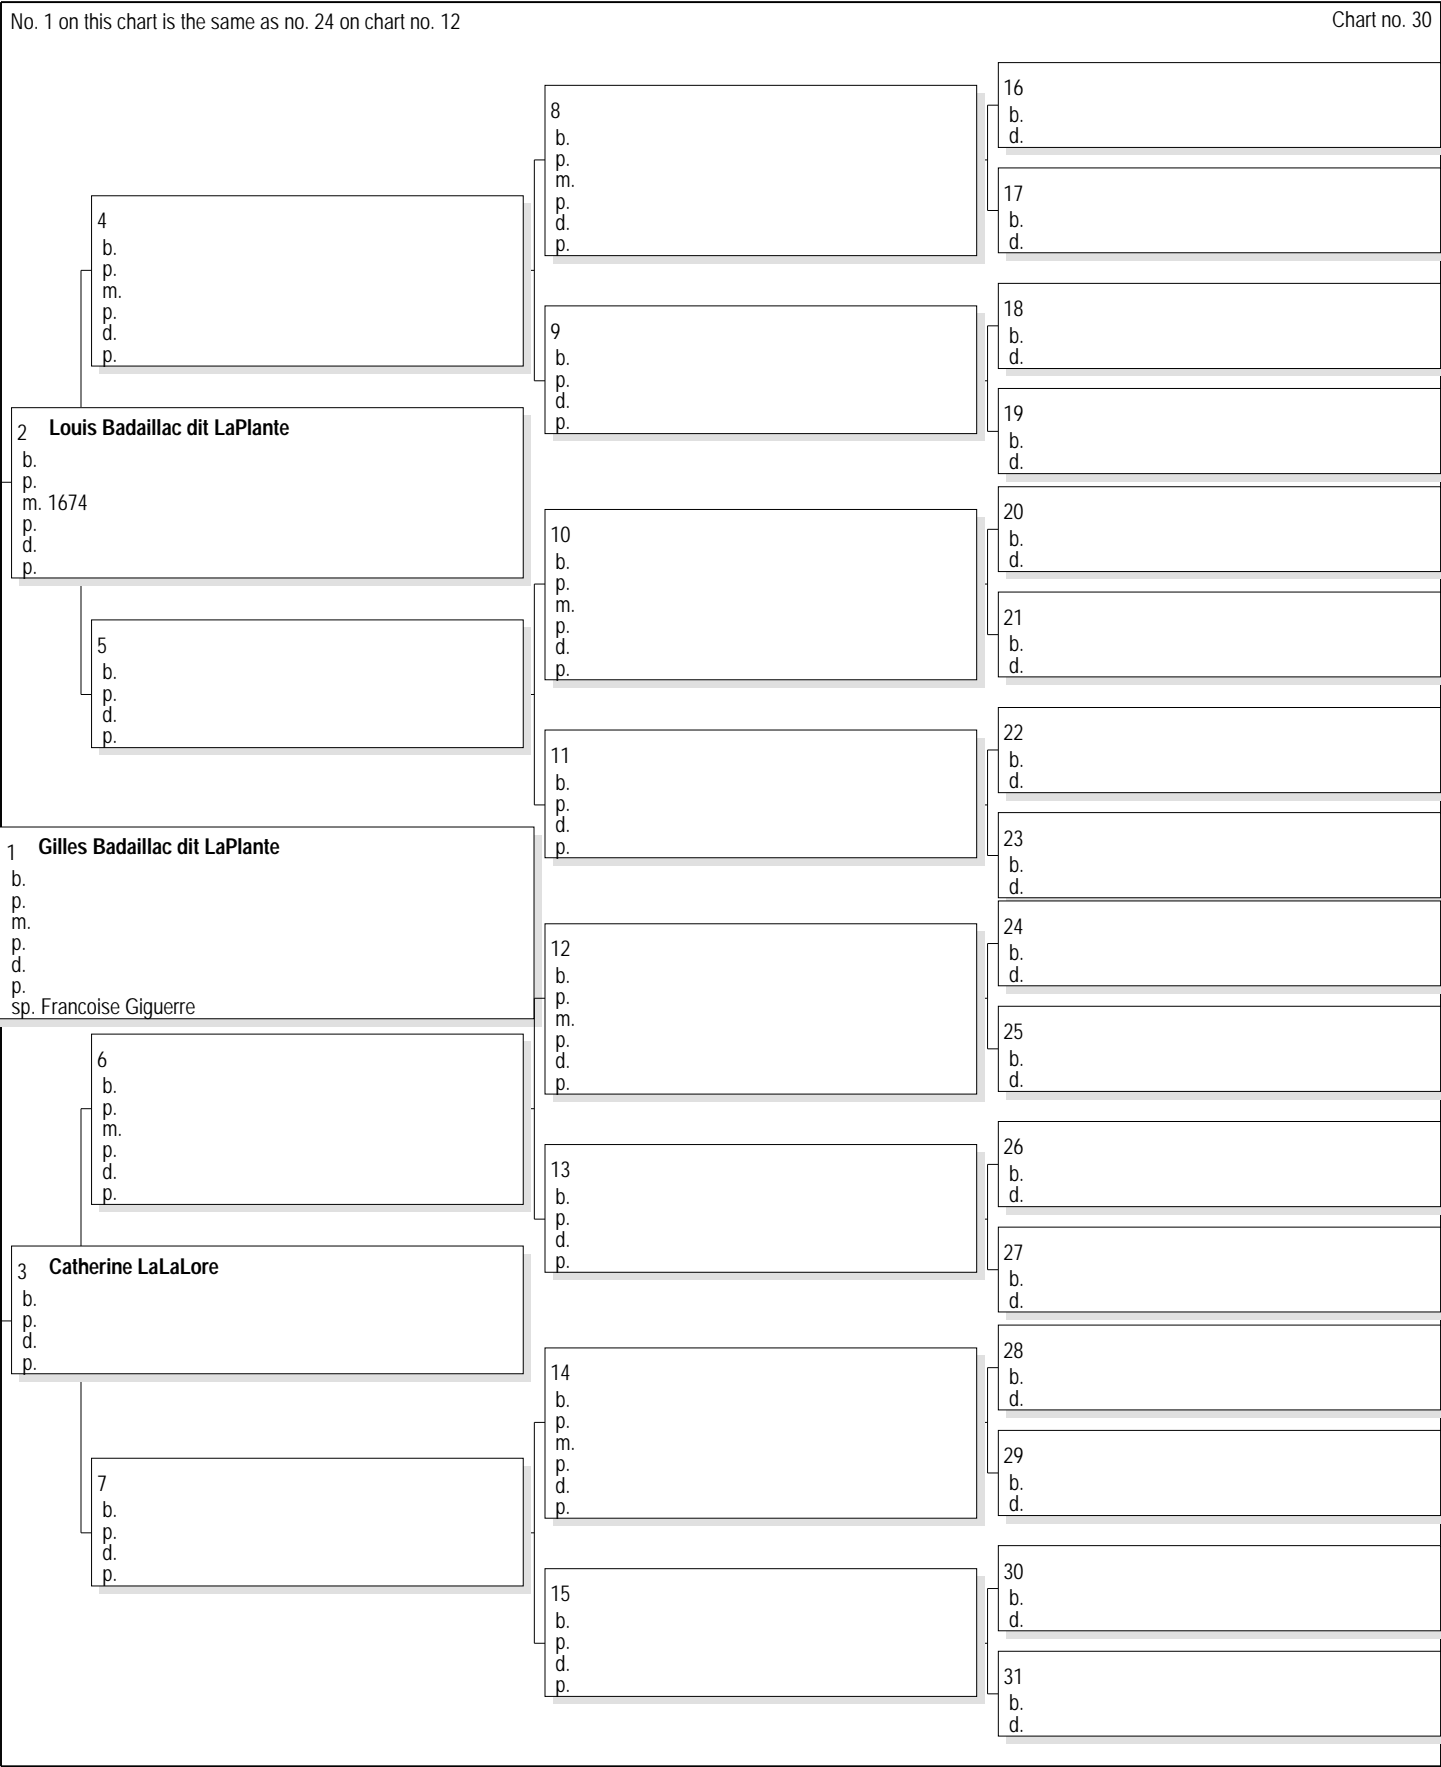 No. 1 on this chart is the same as no. 24 on chart no. 12
Chart no. 30
16
b.
d.
8
b.
p.
m.
p.
d.
p.
17
b.
d.
4
b.
p.
m.
p.
d.
p.
18
b.
d.
9
b.
p.
d.
p.
19
b.
d.
2 Louis Badaillac dit LaPlante
b.
p.
m. 1674
p.
d.
p.
20
b.
d.
10
b.
p.
m.
p.
d.
p.
21
b.
d.
5
b.
p.
d.
p.
22
b.
d.
11
b.
p.
d.
p.
23
b.
d.
1 Gilles Badaillac dit LaPlante
b.
p.
m.
p.
d.
p.
sp. Francoise Giguerre
24
b.
d.
12
b.
p.
m.
p.
d.
p.
25
b.
d.
6
b.
p.
m.
p.
d.
p.
26
b.
d.
13
b.
p.
d.
p.
27
b.
d.
3 Catherine LaLaLore
b.
p.
d.
p.
28
b.
d.
14
b.
p.
m.
p.
d.
p.
29
b.
d.
7
b.
p.
d.
p.
30
b.
d.
15
b.
p.
d.
p.
31
b.
d.